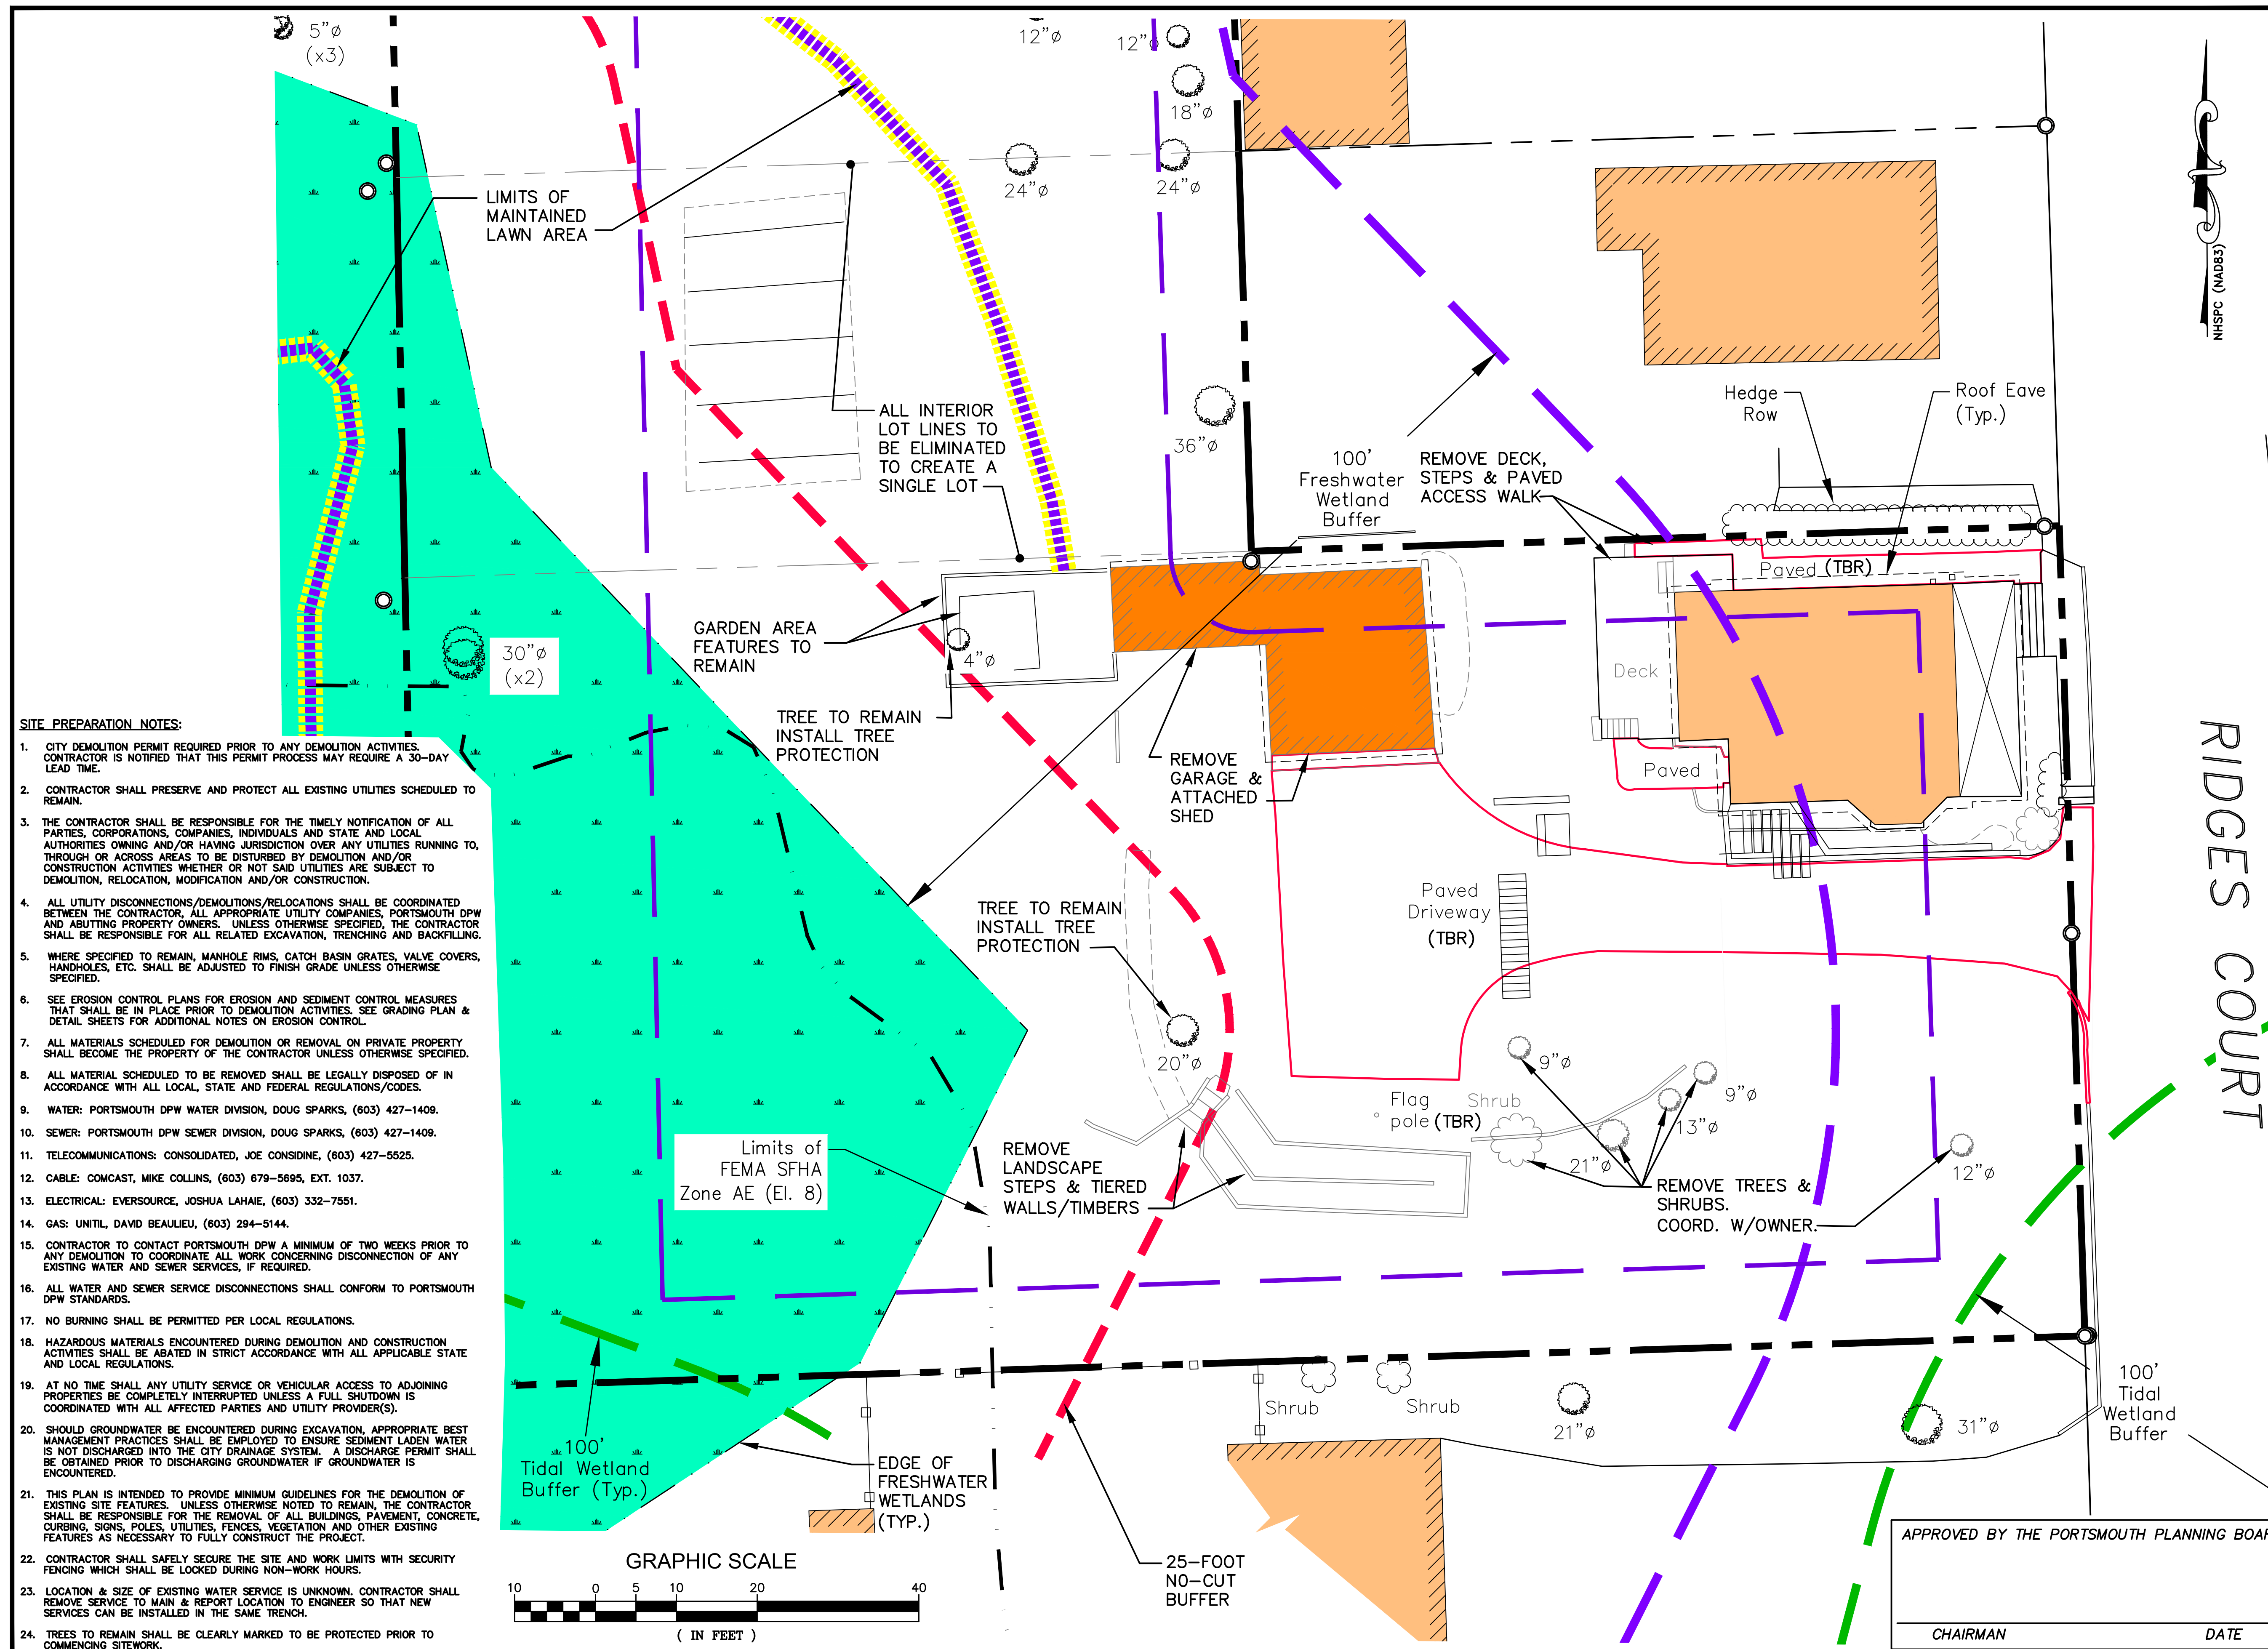 5"ø
(x3)
12"ø
12"ø
18"ø
24"ø
24"ø
LIMITS OF
MAINTAINED
LAWN AREA
NHSPC (NAD83)
ALL INTERIOR
LOT LINES TO
BE ELIMINATED
TO CREATE A
SINGLE LOT
36"ø
100'
Freshwater
Wetland
Buffer
REMOVE DECK,
STEPS & PAVED
ACCESS WALK
Hedge
Row
Roof Eave
(Typ.)
Paved (TBR)
GARDEN AREA
FEATURES TO
REMAIN
4"ø
30"ø
(x2)
Deck
TREE TO REMAIN
INSTALL TREE
PROTECTION
REMOVE
GARAGE &
ATTACHED
SHED
Paved
RIDGES COURT
Paved
Driveway
(TBR)
TREE TO REMAIN
INSTALL TREE
PROTECTION
20"ø
9"ø
9"ø
13"ø
21"ø
12"ø
Flag
pole (TBR)
Shrub
Limits of
FEMA SFHA
Zone AE (El. 8)
REMOVE
LANDSCAPE
STEPS & TIERED
WALLS/TIMBERS
REMOVE TREES &
SHRUBS.
COORD. W/OWNER.
100'
Tidal Wetland
Buffer (Typ.)
EDGE OF
FRESHWATER
WETLANDS
(TYP.)
Shrub
Shrub
21"ø
31"ø
100'
Tidal
Wetland
Buffer
25-FOOT
NO-CUT
BUFFER
SITE PREPARATION NOTES:
1. CITY DEMOLITION PERMIT REQUIRED PRIOR TO ANY DEMOLITION ACTIVITIES.
CONTRACTOR IS NOTIFIED THAT THIS PERMIT PROCESS MAY REQUIRE A 30-DAY
LEAD TIME.
2. CONTRACTOR SHALL PRESERVE AND PROTECT ALL EXISTING UTILITIES SCHEDULED TO
REMAIN.
3. THE CONTRACTOR SHALL BE RESPONSIBLE FOR THE TIMELY NOTIFICATION OF ALL
PARTIES, CORPORATIONS, COMPANIES, INDIVIDUALS AND STATE AND LOCAL
AUTHORITIES OWNING AND/OR HAVING JURISDICTION OVER ANY UTILITIES RUNNING TO,
THROUGH OR ACROSS AREAS TO BE DISTURBED BY DEMOLITION AND/OR
CONSTRUCTION ACTIVITIES WHETHER OR NOT SAID UTILITIES ARE SUBJECT TO
DEMOLITION, RELOCATION, MODIFICATION AND/OR CONSTRUCTION.
4. ALL UTILITY DISCONNECTIONS/DEMOLITIONS/RELOCATIONS SHALL BE COORDINATED
BETWEEN THE CONTRACTOR, ALL APPROPRIATE UTILITY COMPANIES, PORTSMOUTH DPW
AND ABUTTING PROPERTY OWNERS. UNLESS OTHERWISE SPECIFIED, THE CONTRACTOR
SHALL BE RESPONSIBLE FOR ALL RELATED EXCAVATION, TRENCHING AND BACKFILLING.
5. WHERE SPECIFIED TO REMAIN, MANHOLE RIMS, CATCH BASIN GRATES, VALVE COVERS,
HANDHOLES, ETC. SHALL BE ADJUSTED TO FINISH GRADE UNLESS OTHERWISE
SPECIFIED.
6. SEE EROSION CONTROL PLANS FOR EROSION AND SEDIMENT CONTROL MEASURES
THAT SHALL BE IN PLACE PRIOR TO DEMOLITION ACTIVITIES. SEE GRADING PLAN &
DETAIL SHEETS FOR ADDITIONAL NOTES ON EROSION CONTROL.
7. ALL MATERIALS SCHEDULED FOR DEMOLITION OR REMOVAL ON PRIVATE PROPERTY
SHALL BECOME THE PROPERTY OF THE CONTRACTOR UNLESS OTHERWISE SPECIFIED.
8. ALL MATERIAL SCHEDULED TO BE REMOVED SHALL BE LEGALLY DISPOSED OF IN
ACCORDANCE WITH ALL LOCAL, STATE AND FEDERAL REGULATIONS/CODES.
9. WATER: PORTSMOUTH DPW WATER DIVISION, DOUG SPARKS, (603) 427-1409.
10. SEWER: PORTSMOUTH DPW SEWER DIVISION, DOUG SPARKS, (603) 427-1409.
11. TELECOMMUNICATIONS: CONSOLIDATED, JOE CONSIDINE, (603) 427-5525.
12. CABLE: COMCAST, MIKE COLLINS, (603) 679-5695, EXT. 1037.
13. ELECTRICAL: EVERSOURCE, JOSHUA LAHAIE, (603) 332-7551.
14. GAS: UNITIL, DAVID BEAULIEU, (603) 294-5144.
15. CONTRACTOR TO CONTACT PORTSMOUTH DPW A MINIMUM OF TWO WEEKS PRIOR TO
ANY DEMOLITION TO COORDINATE ALL WORK CONCERNING DISCONNECTION OF ANY
EXISTING WATER AND SEWER SERVICES, IF REQUIRED.
16. ALL WATER AND SEWER SERVICE DISCONNECTIONS SHALL CONFORM TO PORTSMOUTH
DPW STANDARDS.
17. NO BURNING SHALL BE PERMITTED PER LOCAL REGULATIONS.
18. HAZARDOUS MATERIALS ENCOUNTERED DURING DEMOLITION AND CONSTRUCTION
ACTIVITIES SHALL BE ABATED IN STRICT ACCORDANCE WITH ALL APPLICABLE STATE
AND LOCAL REGULATIONS.
19. AT NO TIME SHALL ANY UTILITY SERVICE OR VEHICULAR ACCESS TO ADJOINING
PROPERTIES BE COMPLETELY INTERRUPTED UNLESS A FULL SHUTDOWN IS
COORDINATED WITH ALL AFFECTED PARTIES AND UTILITY PROVIDER(S).
20. SHOULD GROUNDWATER BE ENCOUNTERED DURING EXCAVATION, APPROPRIATE BEST
MANAGEMENT PRACTICES SHALL BE EMPLOYED TO ENSURE SEDIMENT LADEN WATER
IS NOT DISCHARGED INTO THE CITY DRAINAGE SYSTEM. A DISCHARGE PERMIT SHALL
BE OBTAINED PRIOR TO DISCHARGING GROUNDWATER IF GROUNDWATER IS
ENCOUNTERED.
21. THIS PLAN IS INTENDED TO PROVIDE MINIMUM GUIDELINES FOR THE DEMOLITION OF
EXISTING SITE FEATURES. UNLESS OTHERWISE NOTED TO REMAIN, THE CONTRACTOR
SHALL BE RESPONSIBLE FOR THE REMOVAL OF ALL BUILDINGS, PAVEMENT, CONCRETE,
CURBING, SIGNS, POLES, UTILITIES, FENCES, VEGETATION AND OTHER EXISTING
FEATURES AS NECESSARY TO FULLY CONSTRUCT THE PROJECT.
22. CONTRACTOR SHALL SAFELY SECURE THE SITE AND WORK LIMITS WITH SECURITY
FENCING WHICH SHALL BE LOCKED DURING NON-WORK HOURS.
23. LOCATION & SIZE OF EXISTING WATER SERVICE IS UNKNOWN. CONTRACTOR SHALL
REMOVE SERVICE TO MAIN & REPORT LOCATION TO ENGINEER SO THAT NEW
SERVICES CAN BE INSTALLED IN THE SAME TRENCH.
24. TREES TO REMAIN SHALL BE CLEARLY MARKED TO BE PROTECTED PRIOR TO
COMMENCING SITEWORK.
GRAPHIC SCALE
10 0 5 10 20 40
( IN FEET )
APPROVED BY THE PORTSMOUTH PLANNING BOAR
CHAIRMAN DATE